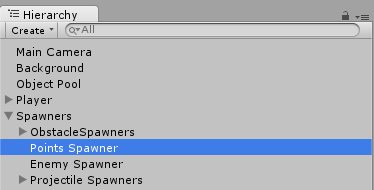 Hierarchy
Create All
Main Camera
Background
Object Pool
Player
Spawners
ObstacleSpawners
Points Spawner
Enemy Spawner
Projectile Spawners